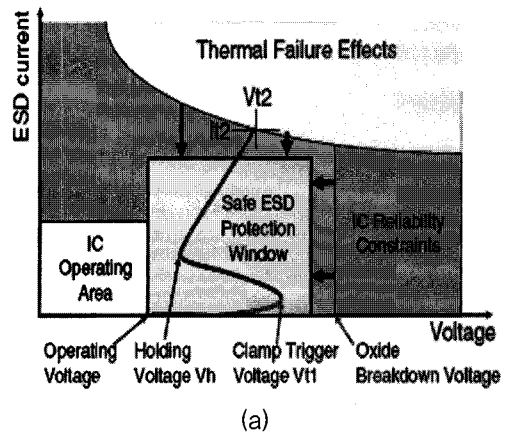 ESD current
Thermal Failure Effects
Vt2
It2
Safe ESD
Protection
Window
IC Reliability
Constraints
IC
Operating
Area
Voltage
Operating
Voltage
Holding
Voltage Vh
Clamp Trigger
Voltage Vt1
Oxide
Breakdown Voltage
(a)